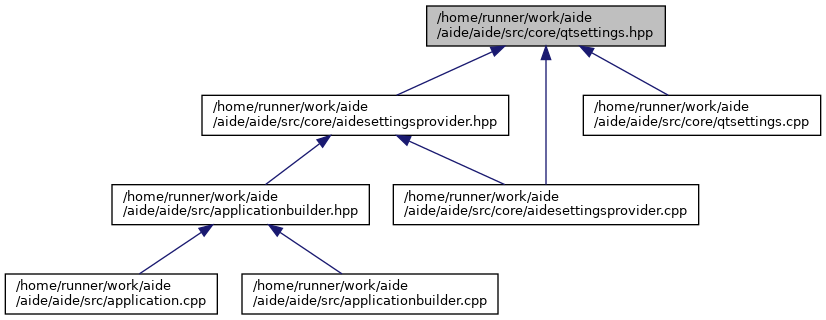 /home/runner/work/aide
/aide/aide/src/core/qtsettings.hpp
/home/runner/work/aide
/aide/aide/src/core/aidesettingsprovider.hpp
/home/runner/work/aide
/aide/aide/src/core/qtsettings.cpp
/home/runner/work/aide
/aide/aide/src/applicationbuilder.hpp
/home/runner/work/aide
/aide/aide/src/core/aidesettingsprovider.cpp
/home/runner/work/aide
/aide/aide/src/application.cpp
/home/runner/work/aide
/aide/aide/src/applicationbuilder.cpp